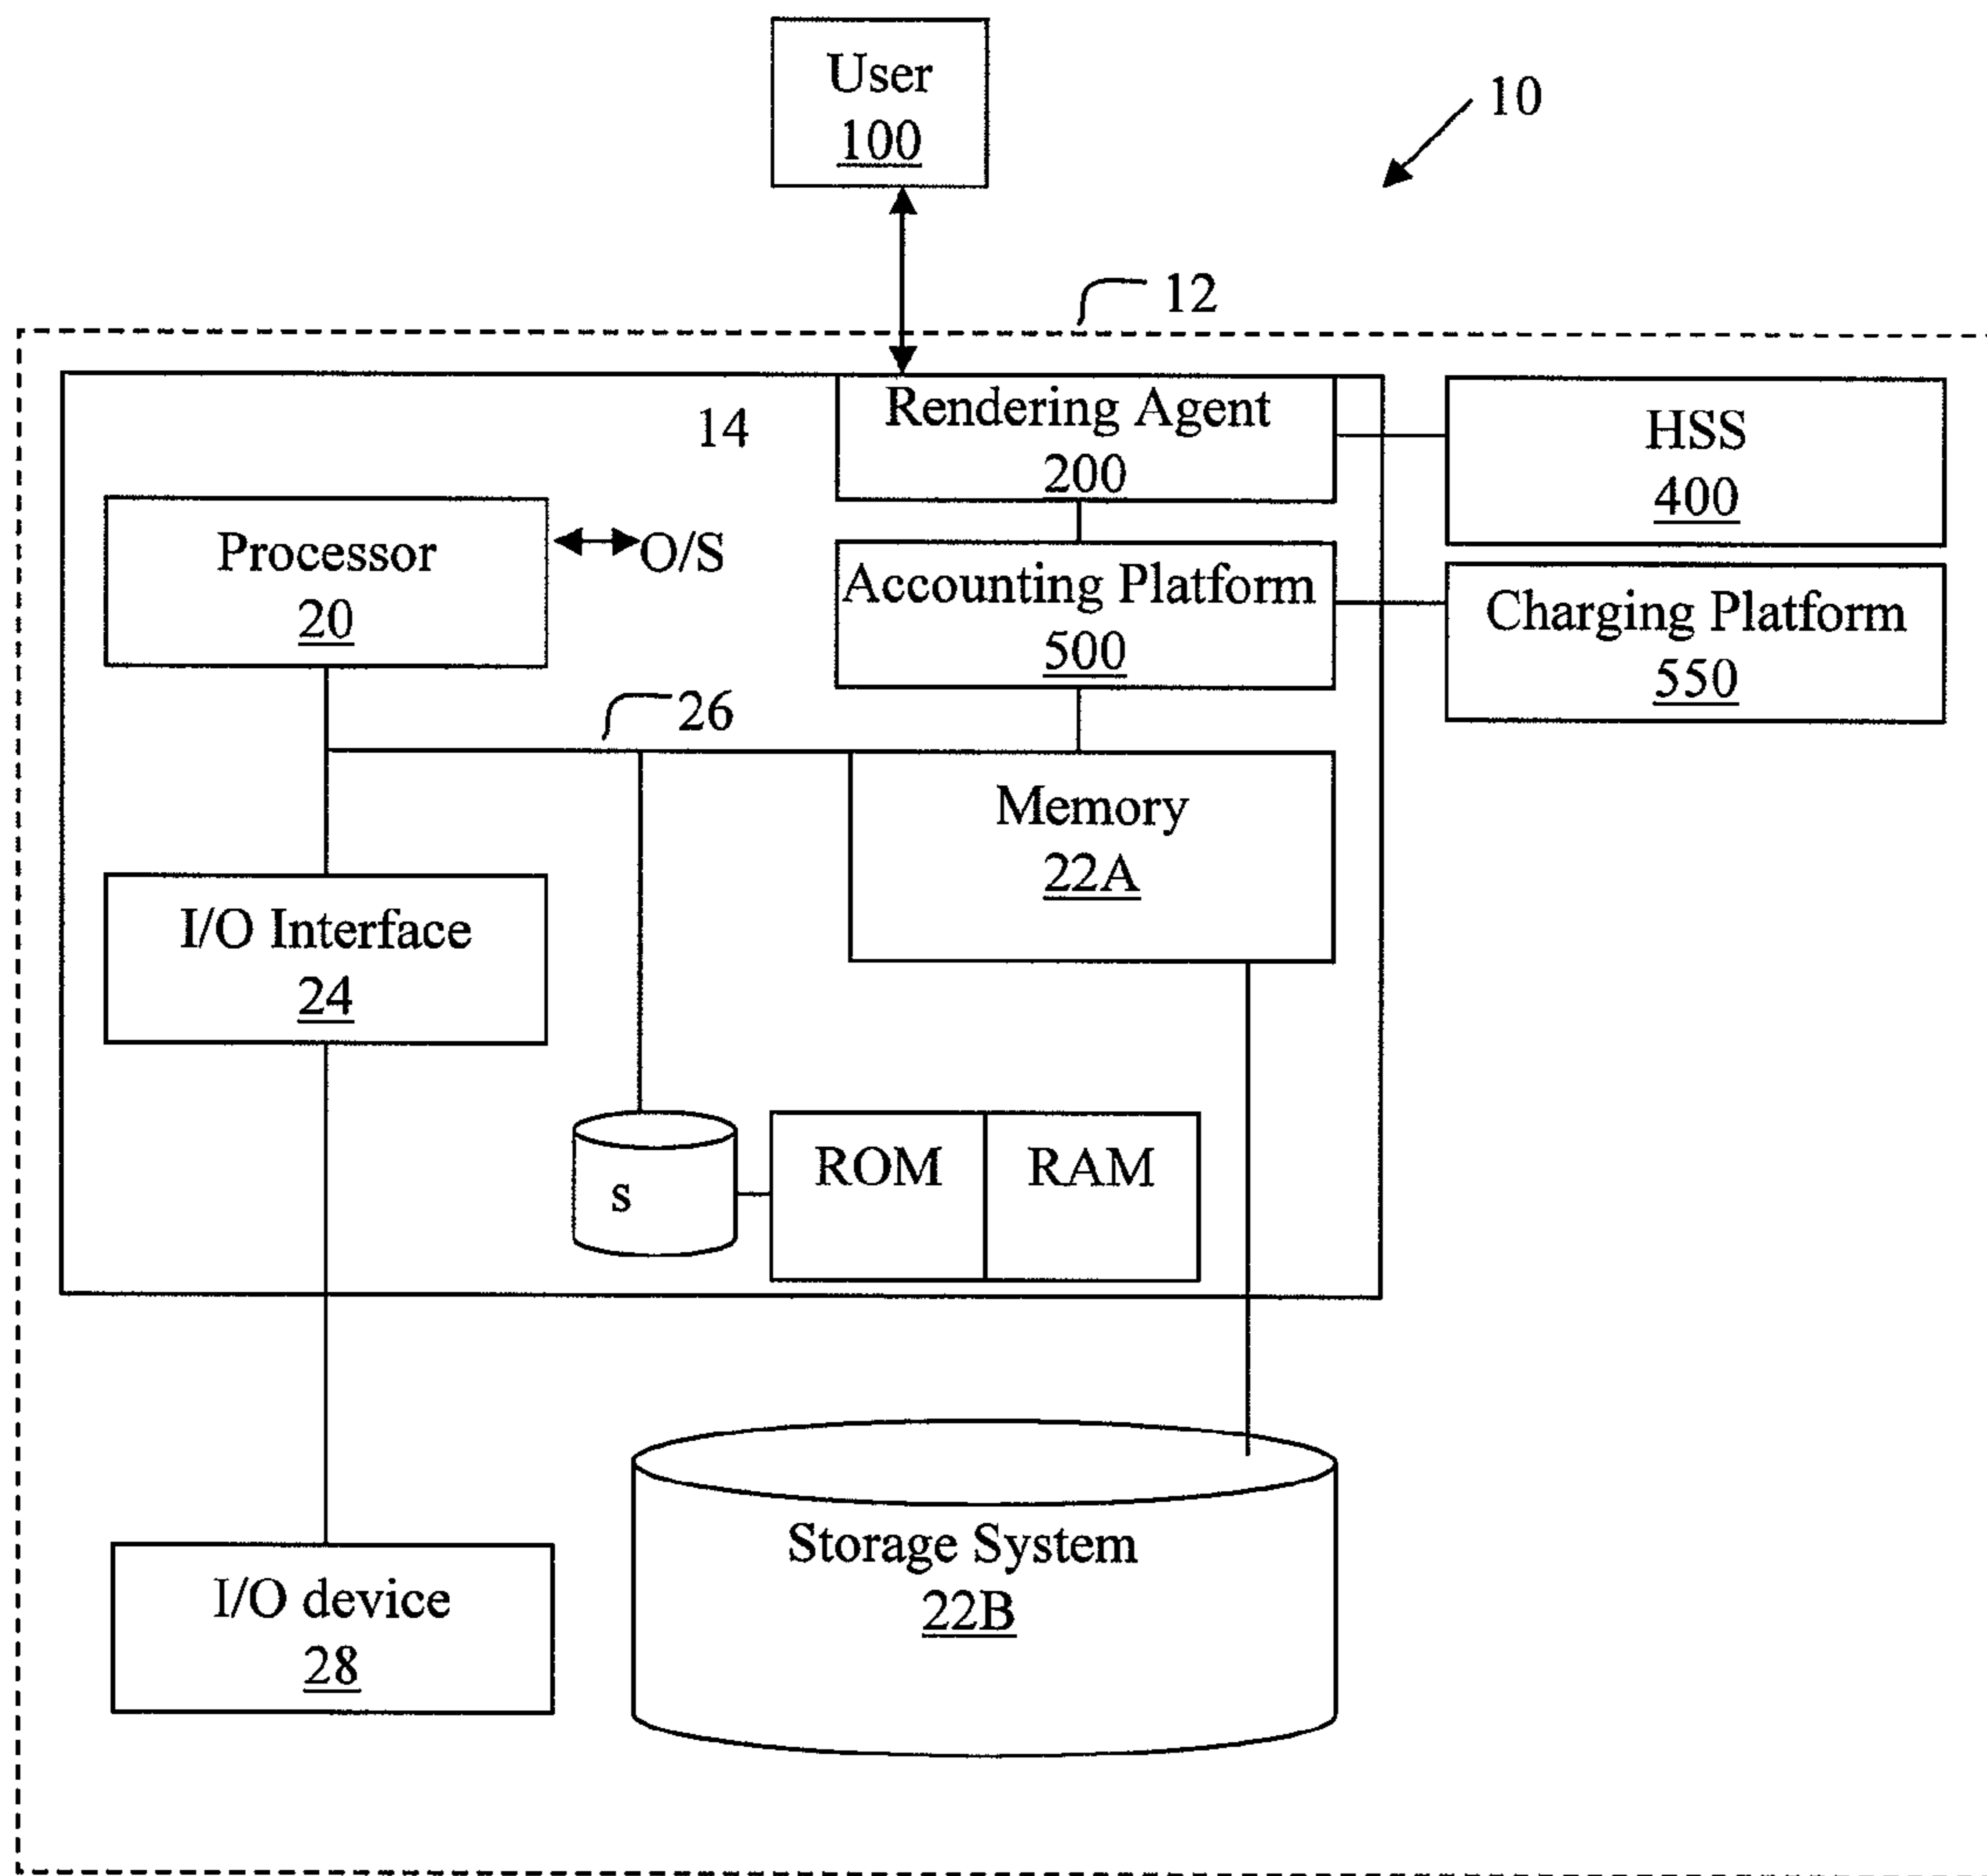 User
100
10
12
14
Rendering Agent
200
HSS
400
Processor
20
O/S
Accounting Platform
500
Charging Platform
550
26
Memory
22A
I/O Interface
24
s
ROM
RAM
Storage System
22B
I/O device
28